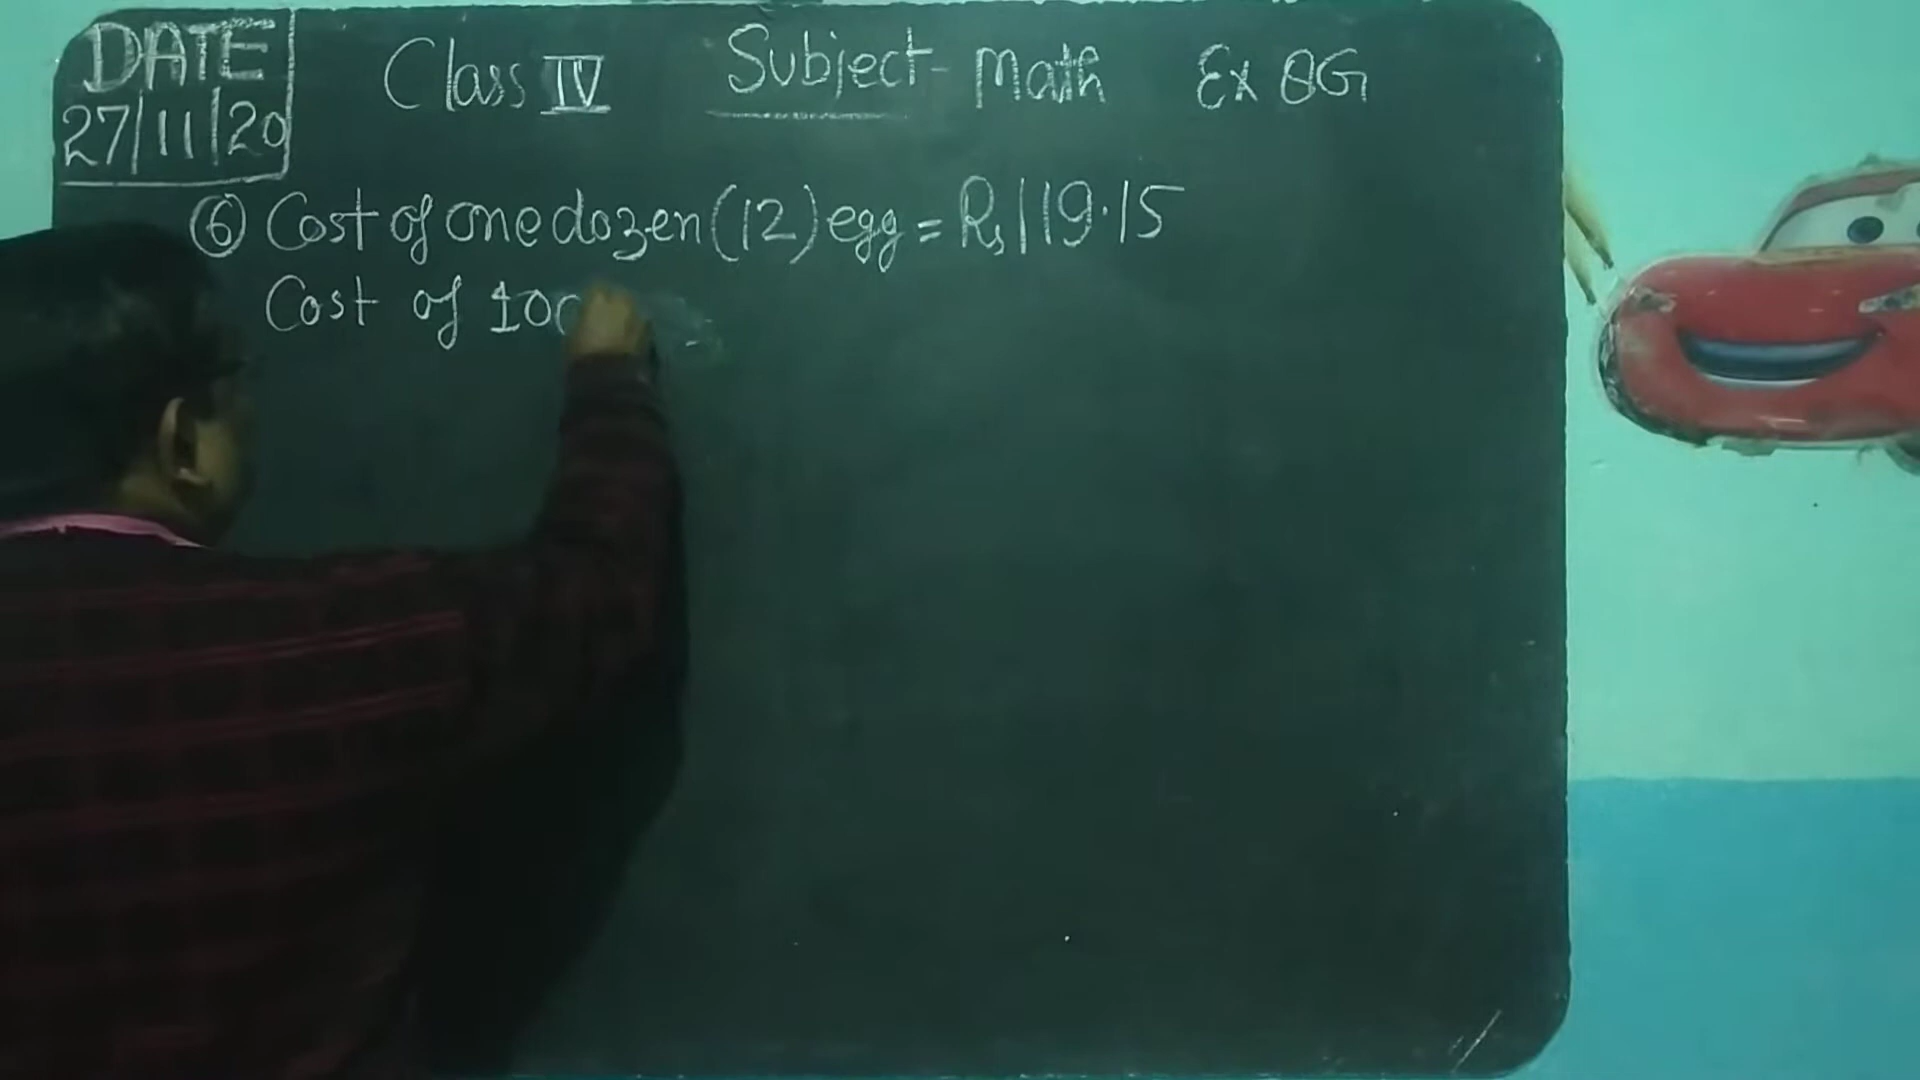 DATE
27/11/20
Class IV Subject- Math Ex 8G
⑥ Cost of one dozen (12) egg = Rs 119.15
Cost of